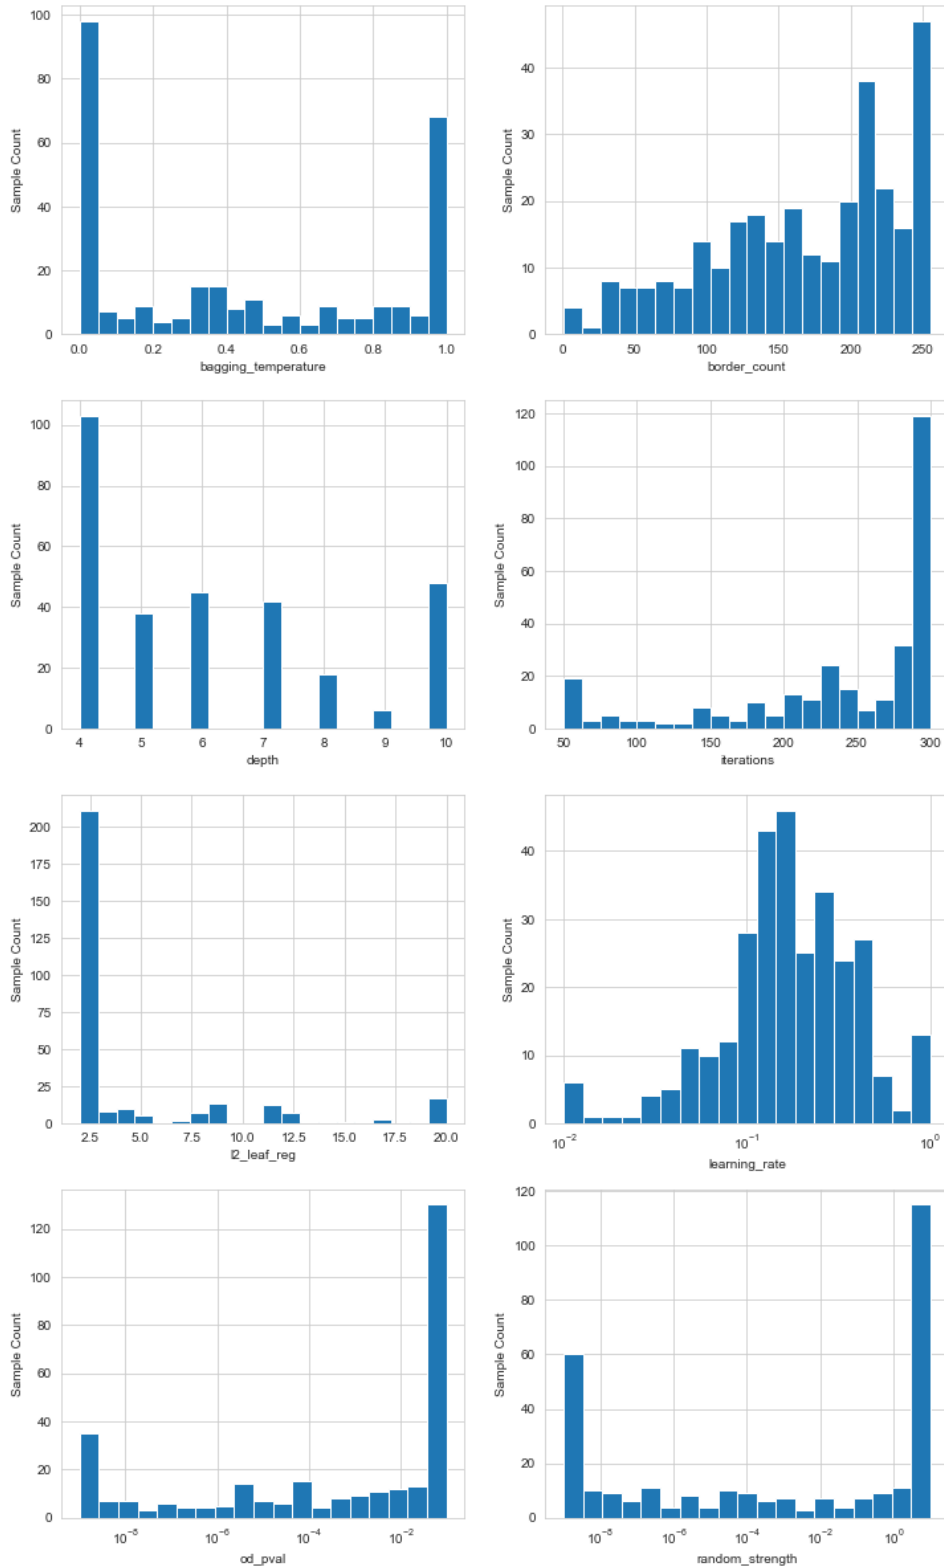 100
80
60
40
20
0
Sample Count
0.0 0.2 0.4 0.6 0.8 1.0
bagging_temperature
40
30
20
10
0
Sample Count
0 50 100 150 200 250
border_count
100
80
60
40
20
0
Sample Count
4 5 6 7 8 9 10
depth
120
100
80
60
40
20
0
Sample Count
50 100 150 200 250 300
iterations
200
175
150
125
100
75
50
25
0
Sample Count
2.5 5.0 7.5 10.0 12.5 15.0 17.5 20.0
l2_leaf_reg
40
30
20
10
0
Sample Count
10⁻² 10⁻¹ 10⁰
learning_rate
120
100
80
60
40
20
0
Sample Count
10⁻⁸ 10⁻⁶ 10⁻⁴ 10⁻²
od_pval
120
100
80
60
40
20
0
Sample Count
10⁻⁸ 10⁻⁶ 10⁻⁴ 10⁻² 10⁰
random_strength